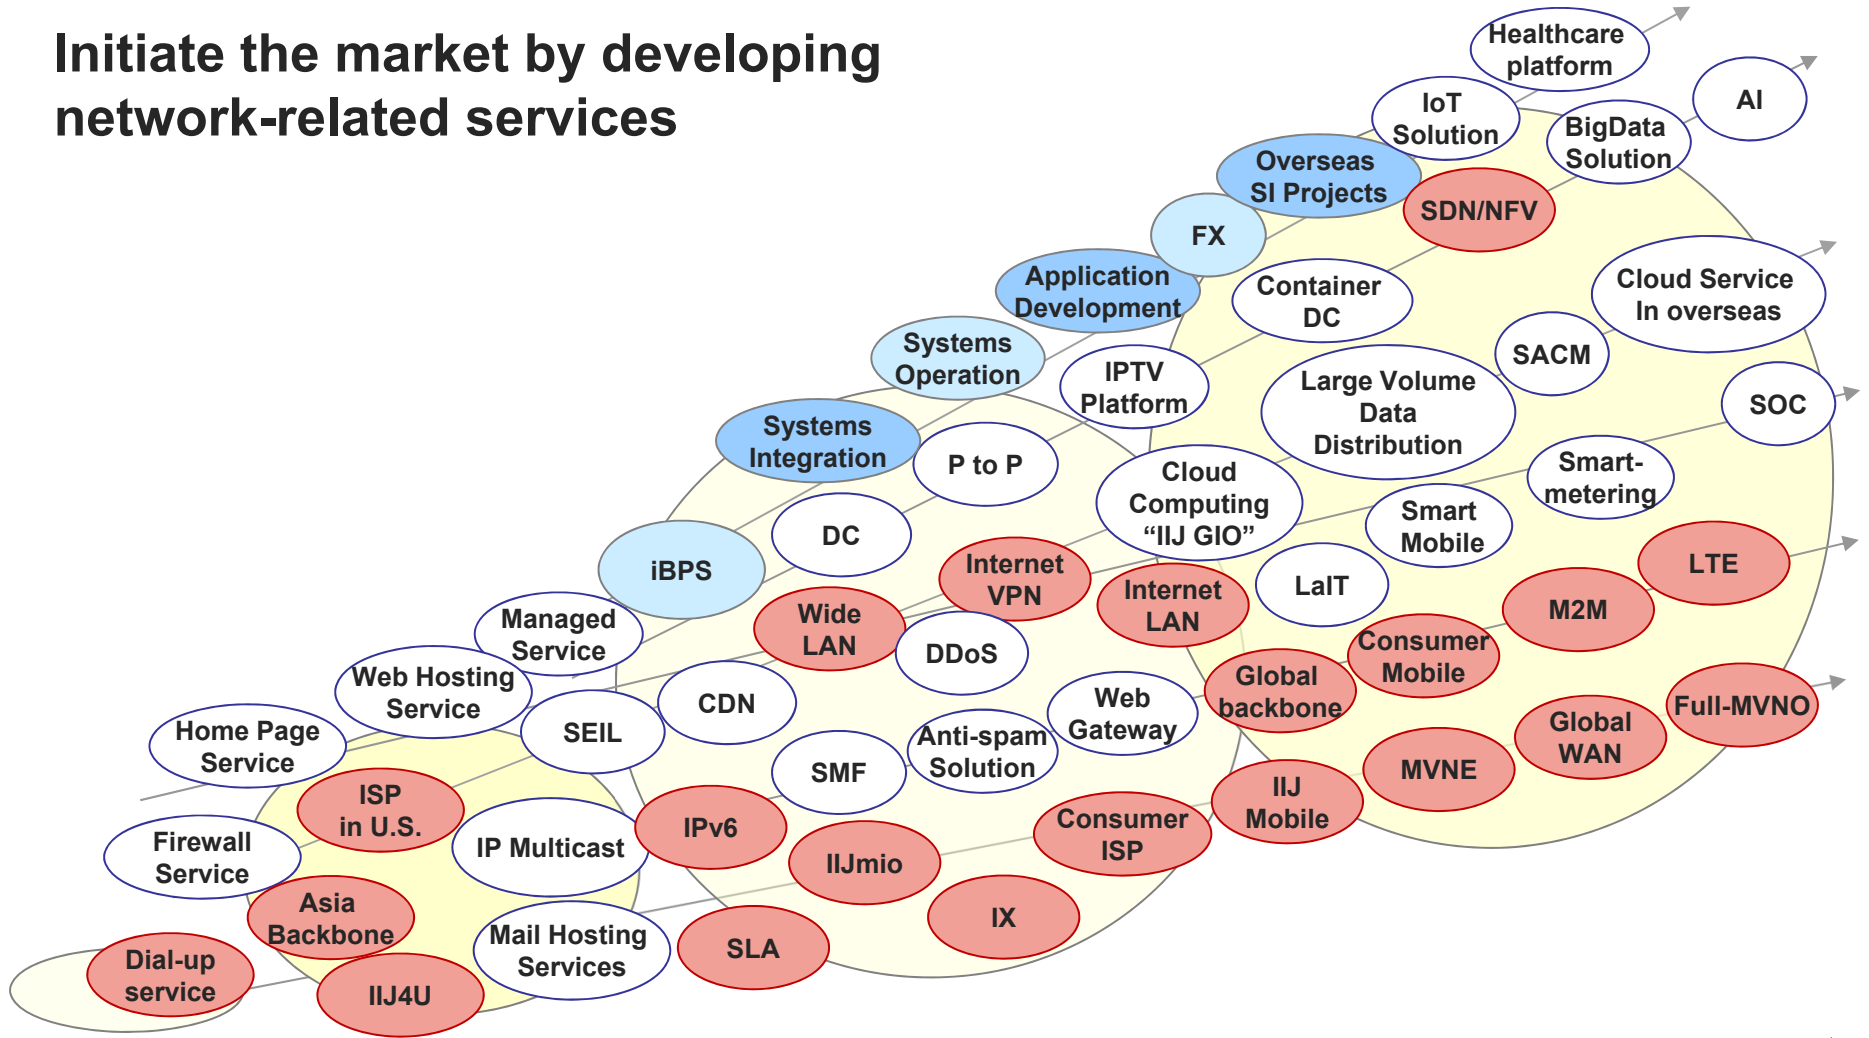 Initiate the market by developing
network-related services
Healthcare
platform
AI
IoT
Solution
BigData
Solution
Overseas
SI Projects
SDN/NFV
FX
Application
Development
Container
DC
Cloud Service
In overseas
Systems
Operation
IPTV
Platform
Large Volume
Data
Distribution
SACM
SOC
Systems
Integration
P to P
Cloud
Computing
“IIJ GIO”
Smart-
metering
Smart
Mobile
DC
iBPS
Internet
VPN
Internet
LAN
LaIT
LTE
M2M
Managed
Service
Wide
LAN
DDoS
Consumer
Mobile
Web Hosting
Service
CDN
Global
backbone
Full-MVNO
Home Page
Service
SEIL
Web
Gateway
Anti-spam
Solution
Global
WAN
SMF
MVNE
ISP
in U.S.
IIJ
Mobile
Firewall
Service
IP Multicast
IPv6
Consumer
ISP
IIJmio
Asia
Backbone
IX
Mail Hosting
Services
SLA
Dial-up
service
IIJ4U